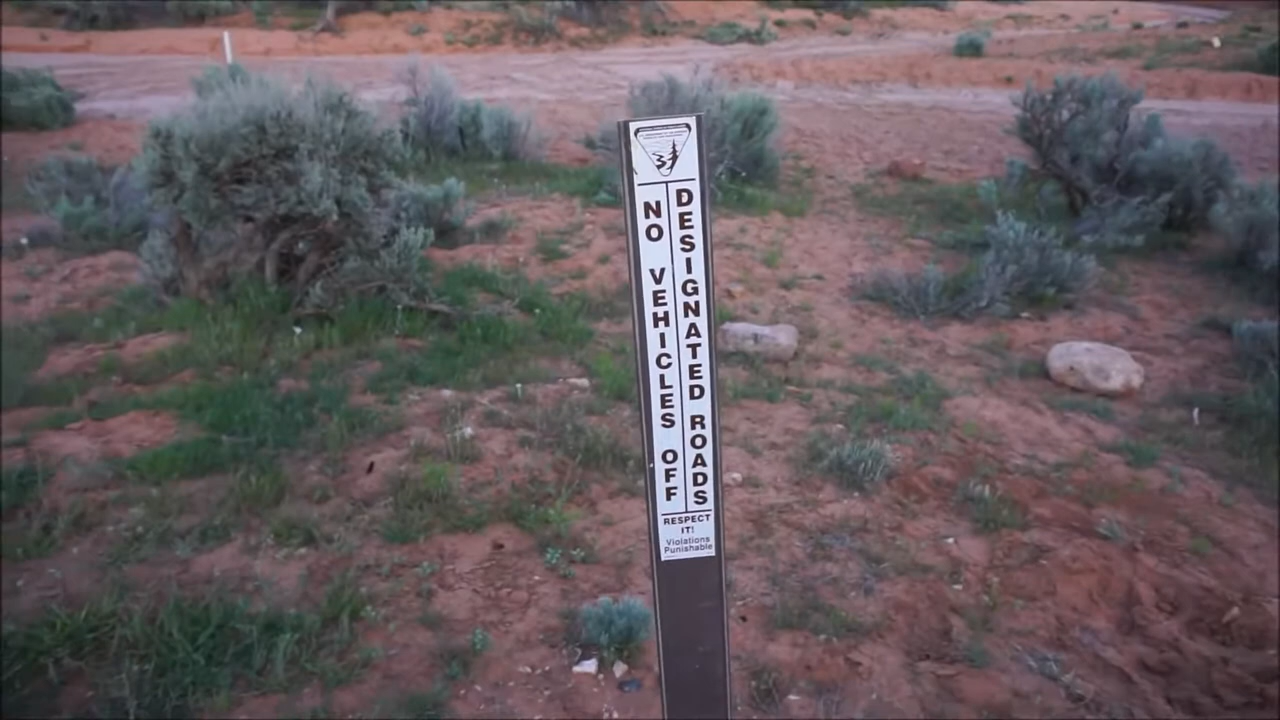 NO VEHICLES OFF
DESIGNATED ROADS
RESPECT
IT!
Violations
Punishable